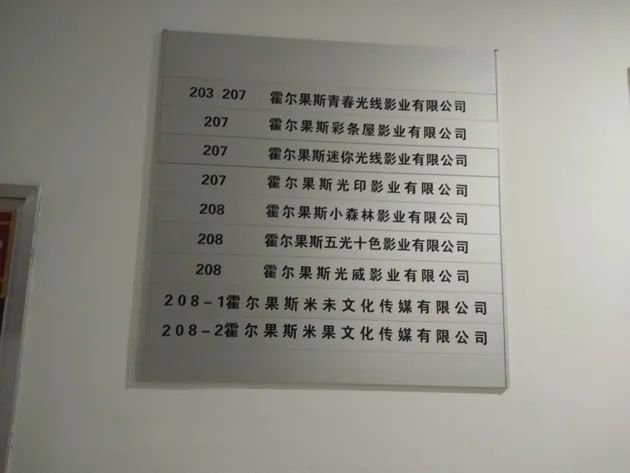 203 207 霍尔果斯青春光线影业有限公司
207 霍尔果斯彩条屋影业有限公司
207 霍尔果斯迷你光线影业有限公司
207 霍尔果斯光印影业有限公司
208 霍尔果斯小森林影业有限公司
208 霍尔果斯五光十色影业有限公司
208 霍尔果斯光威影业有限公司
208-1霍尔果斯米未文化传媒有限公司
208-2霍尔果斯米果文化传媒有限公司